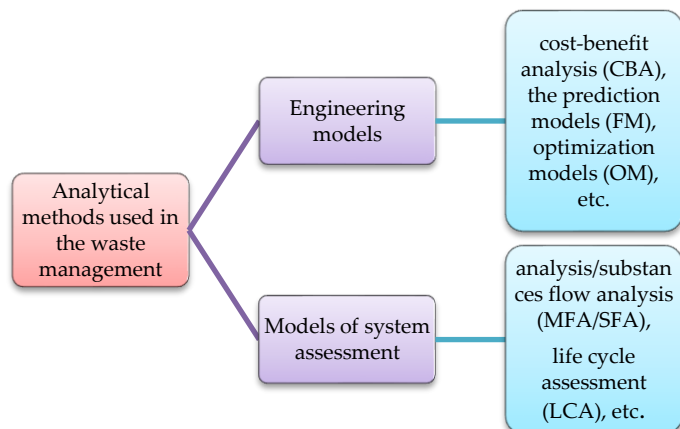 Analytical
methods used in
the waste
management
Engineering
models
cost-benefit
analysis (CBA),
the prediction
models (FM),
optimization
models (OM),
etc.
Models of system
assessment
analysis/substan
ces flow analysis
(MFA/SFA),
life cycle
assessment
(LCA), etc.